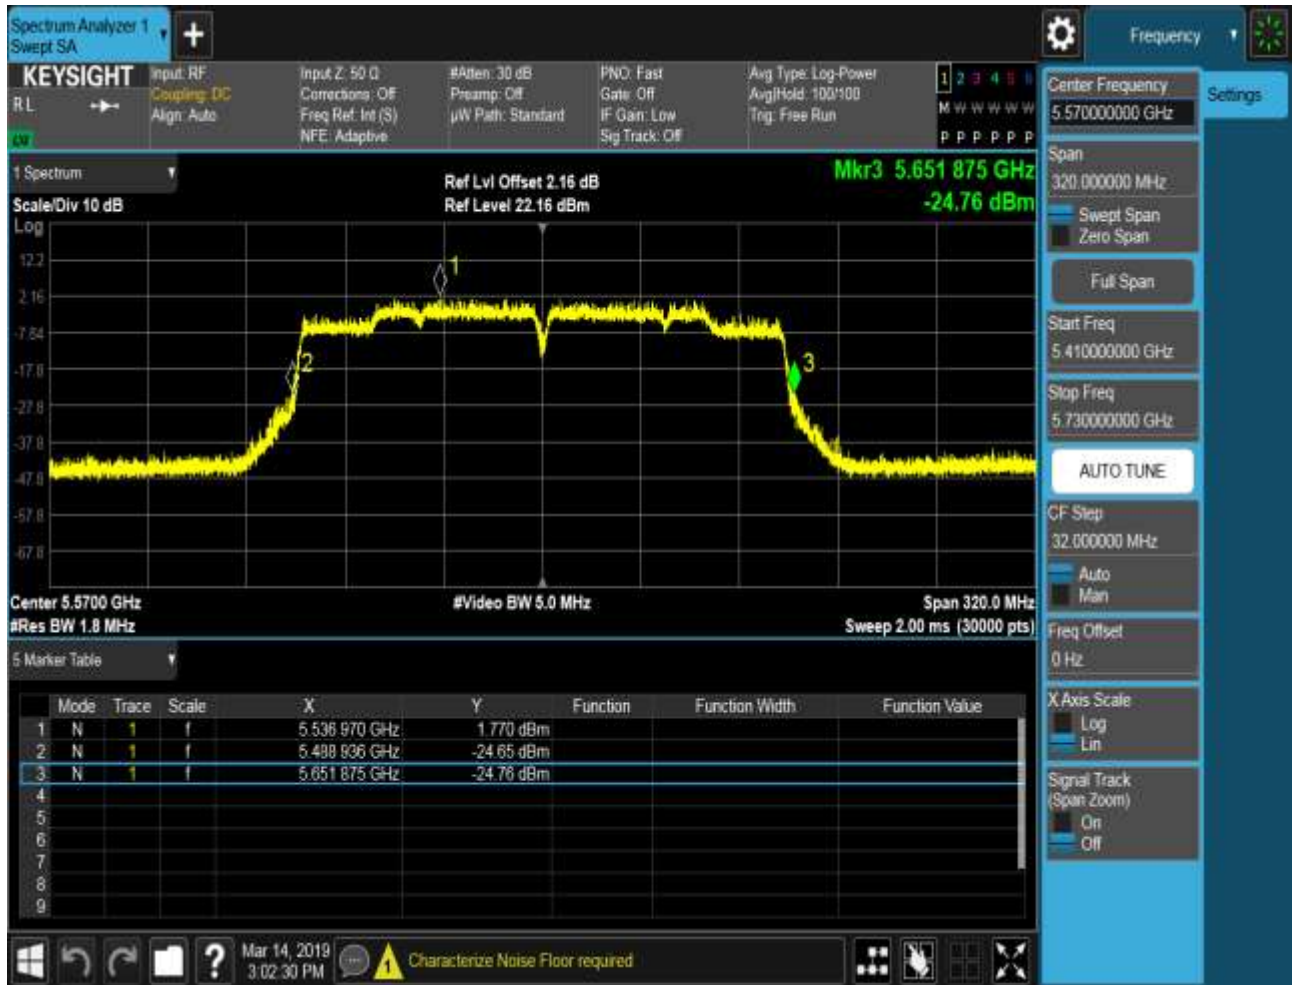 Spectrum Analyzer 1
Swept SA
+
Frequency
KEYSIGHT
RL
Input: RF
Coupling: DC
Align: Auto
Input Z: 50 Ω
Corrections: Off
Freq Ref: Int (S)
NFE: Adaptive
#Atten: 30 dB
Preamp: Off
µW Path: Standard
PNO: Fast
Gate: Off
IF Gain: Low
Sig Track: Off
Avg Type: Log-Power
Avg|Hold: 100/100
Trig: Free Run
1 2 3 4 5 6
M W W W W W
P P P P P P
1 Spectrum
Scale/Div 10 dB
Ref Lvl Offset 2.16 dB
Ref Level 22.16 dBm
Mkr3 5.651 875 GHz
-24.76 dBm
Log
12.2
2.16
-7.84
-17.8
-27.8
-37.8
-47.8
-57.8
-67.8
1
2
3
Center 5.5700 GHz
#Res BW 1.8 MHz
#Video BW 5.0 MHz
Span 320.0 MHz
Sweep 2.00 ms (30000 pts)
5 Marker Table
Mode Trace Scale X Y Function Function Width Function Value
1 N 1 f 5.536 970 GHz 1.770 dBm
2 N 1 f 5.488 936 GHz -24.65 dBm
3 N 1 f 5.651 875 GHz -24.76 dBm
4
5
6
7
8
9
Center Frequency
5.570000000 GHz
Settings
Span
320.000000 MHz
Swept Span
Zero Span
Full Span
Start Freq
5.410000000 GHz
Stop Freq
5.730000000 GHz
AUTO TUNE
CF Step
32.000000 MHz
Auto
Man
Freq Offset
0 Hz
X Axis Scale
Log
Lin
Signal Track
(Span Zoom)
On
Off
?
Mar 14, 2019
3:02:30 PM
1
Characterize Noise Floor required